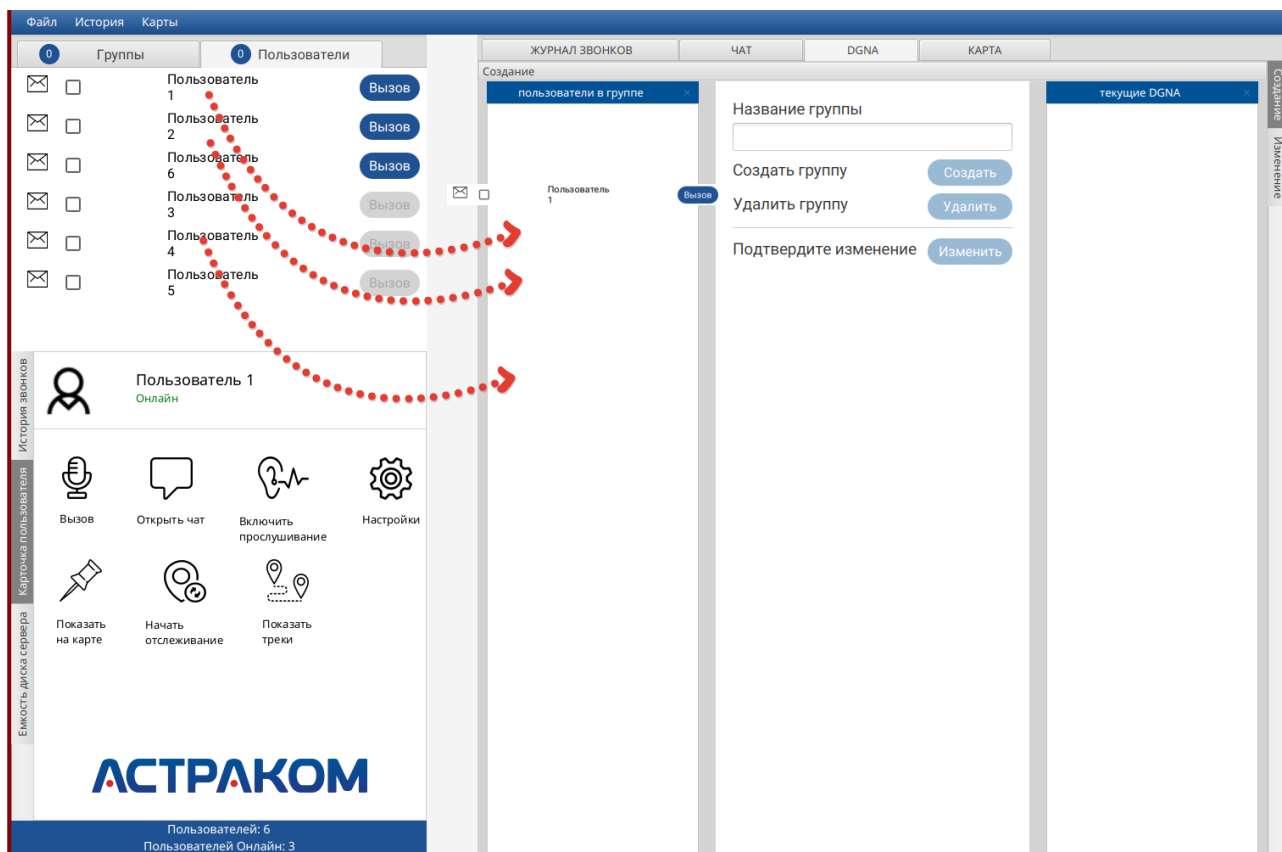 Файл История Карты
0 Группы 0 Пользователи
Пользователь
1
Вызов
Пользователь
2
Вызов
Пользователь
6
Вызов
Пользователь
3
Вызов
Пользователь
4
Вызов
Пользователь
5
Вызов
История звонков
Карточка пользователя
Емкость диска сервера
Пользователь 1
Онлайн
Вызов
Открыть чат
Включить
прослушивание
Настройки
Показать
на карте
Начать
отслеживание
Показать
треки
АСТРАКОМ
Пользователей: 6
Пользователей Онлайн: 3
ЖУРНАЛ ЗВОНКОВ ЧАТ DGNA КАРТА
Создание
пользователи в группе ×
Пользователь
1
Вызов
Название группы
Создать группу Создать
Удалить группу Удалить
Подтвердите изменение Изменить
текущие DGNA ×
Создание
Изменение